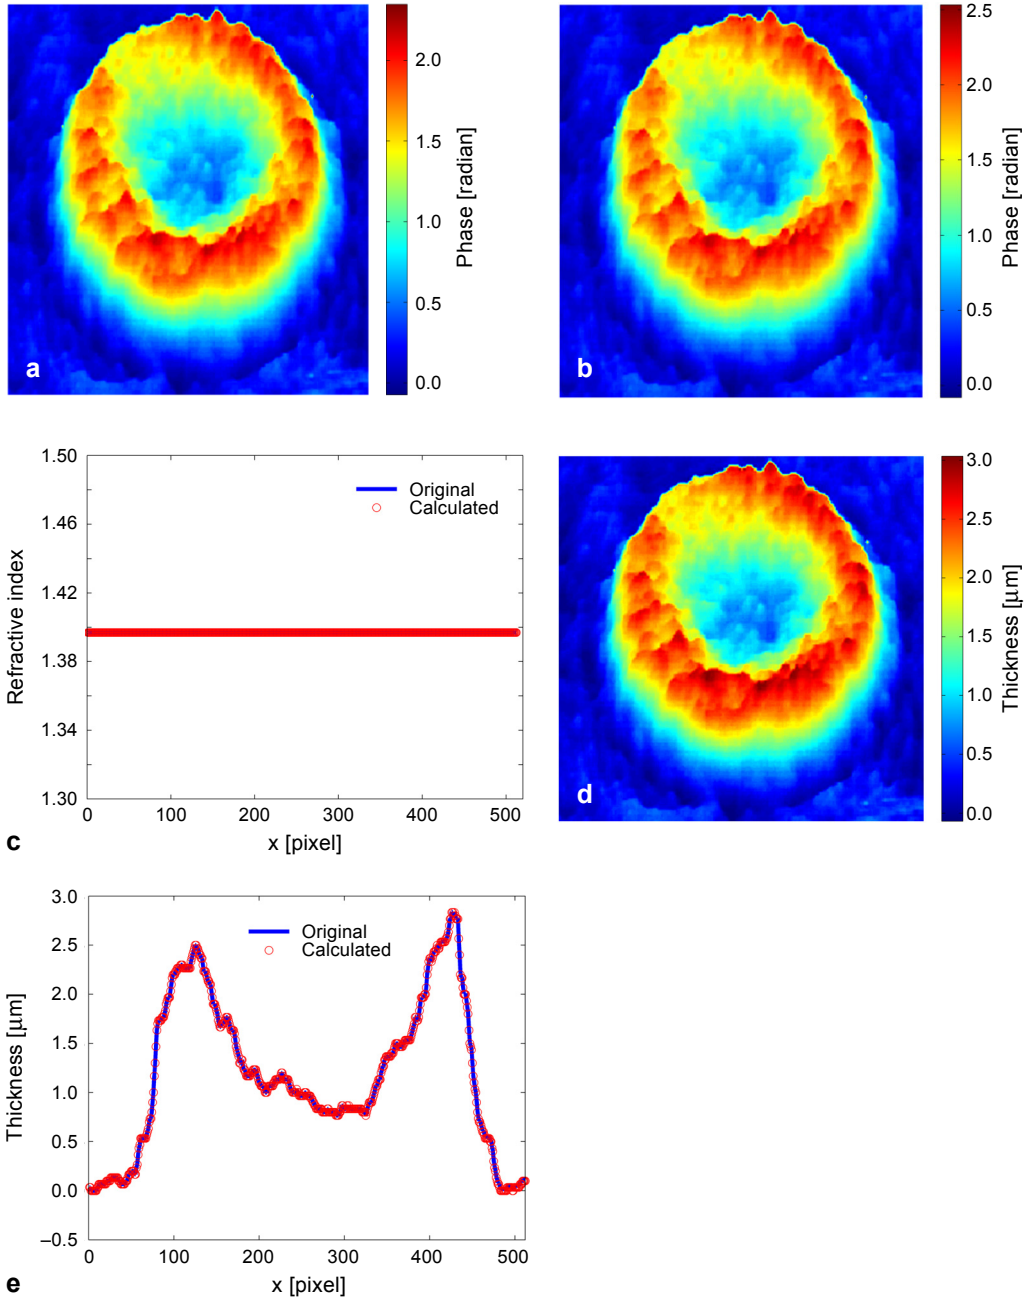 2.0
1.5
1.0
0.5
0.0
Phase [radian]
a
2.5
2.0
1.5
1.0
0.5
0.0
Phase [radian]
b
1.50
1.46
1.42
1.38
1.34
1.30
Refractive index
Original
Calculated
0 100 200 300 400 500
x [pixel]
c
3.0
2.5
2.0
1.5
1.0
0.5
0.0
Thickness [µm]
d
3.0
2.5
2.0
1.5
1.0
0.5
0.0
–0.5
Thickness [µm]
Original
Calculated
0 100 200 300 400 500
x [pixel]
e